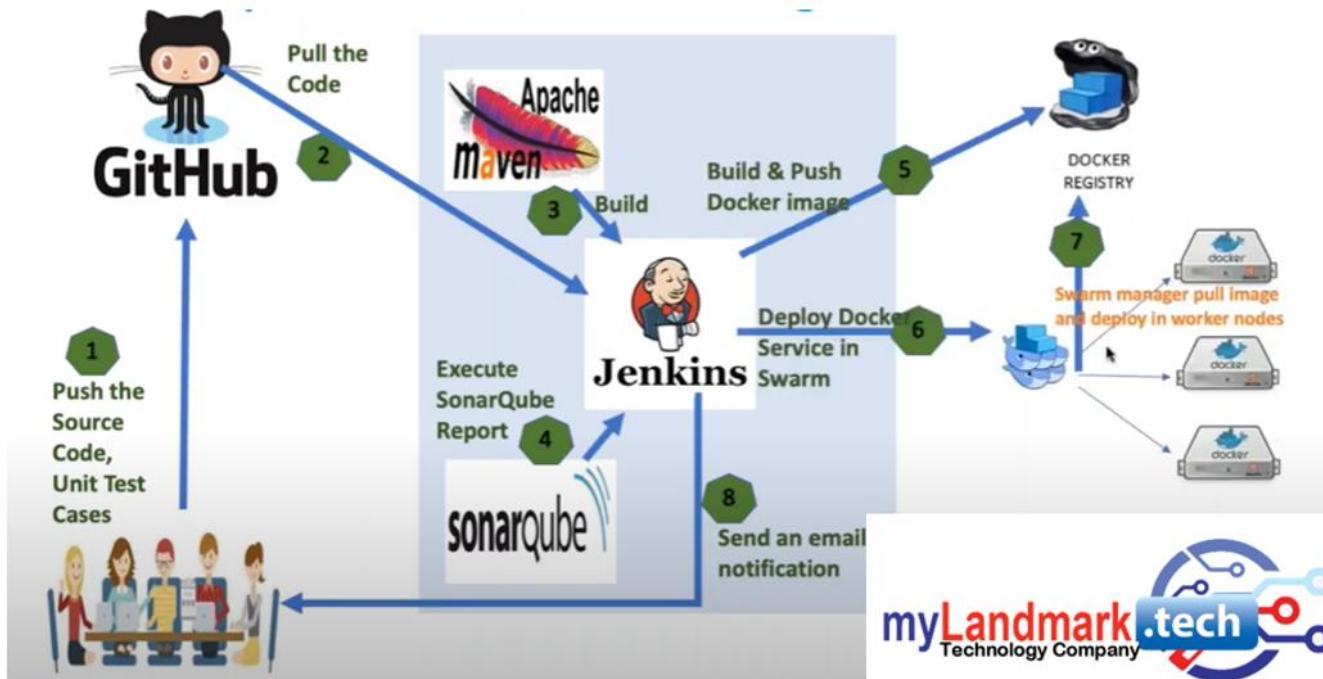 GitHub
Pull the
Code
2
Apache
maven
3
Build
Build & Push
Docker image
5
DOCKER
REGISTRY
7
docker
Swarm manager pull image
and deploy in worker nodes
docker
docker
Jenkins
Deploy Docker
Service in
Swarm
6
1
Push the
Source
Code,
Unit Test
Cases
Execute
SonarQube
Report
4
sonarqube
8
Send an email
notification
myLandmark.tech
Technology Company